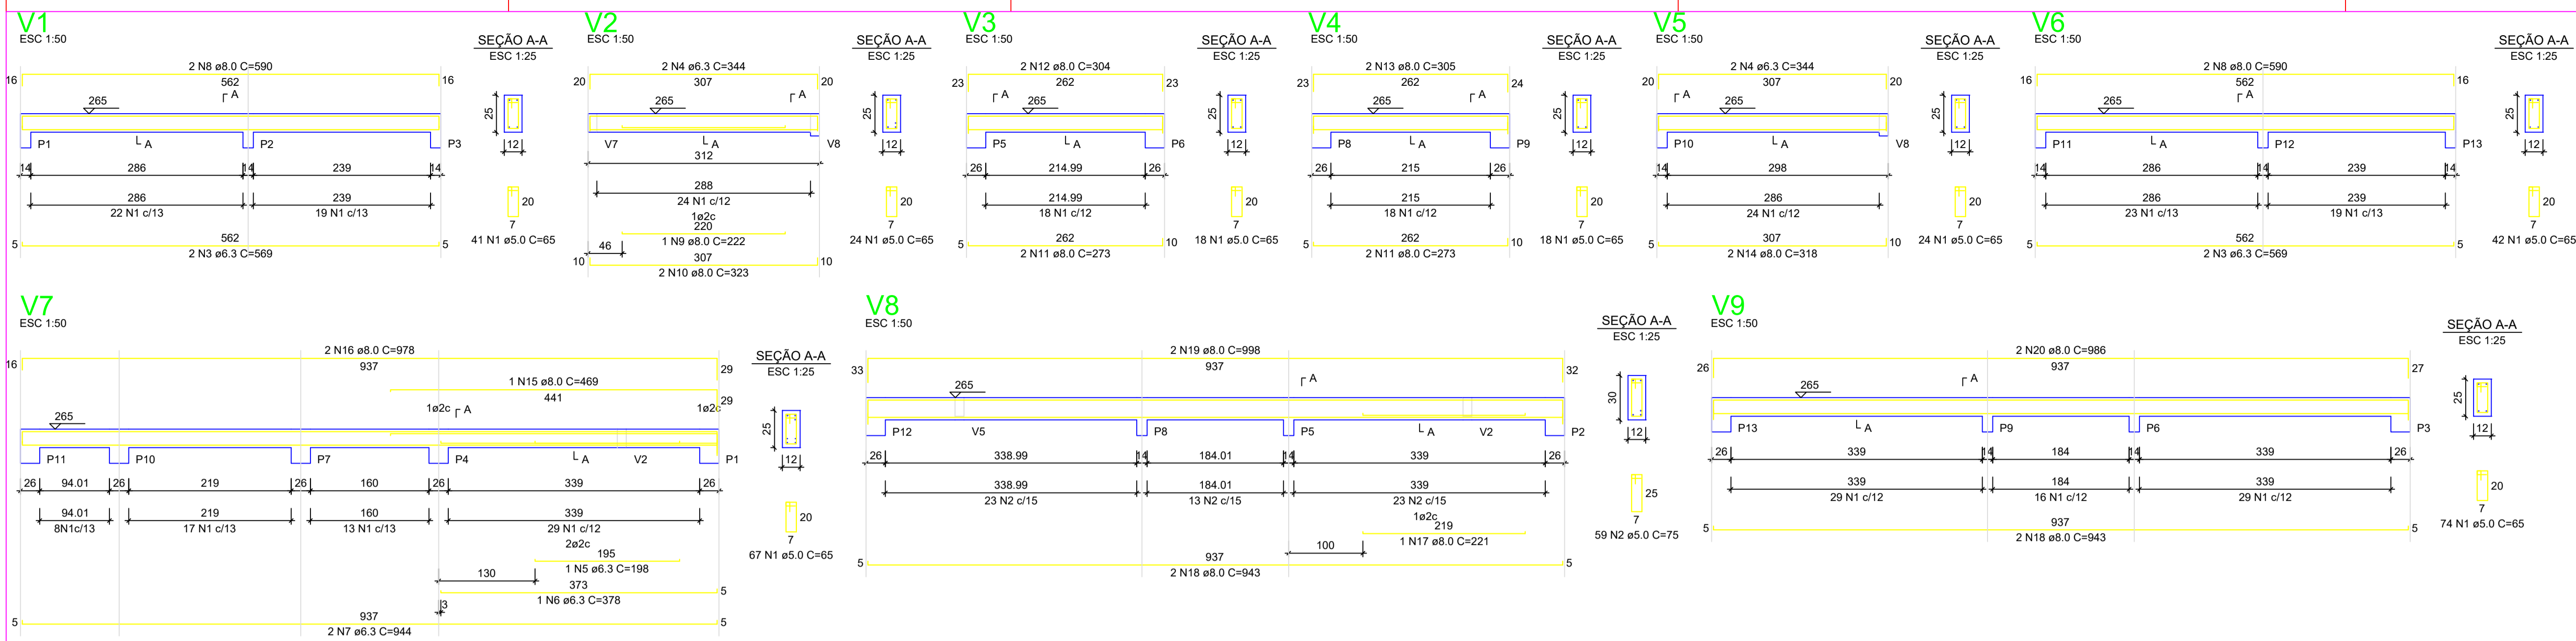 V1
ESC 1:50
SEÇÃO A-A
ESC 1:25
2 N8 ø8.0 C=590
16
562
16
A
265
P1
A
P2
P3
14
286
14
239
14
286
22 N1 c/13
239
19 N1 c/13
5
562
5
2 N3 ø6.3 C=569
25
12
20
7
41 N1 ø5.0 C=65
V2
ESC 1:50
SEÇÃO A-A
ESC 1:25
2 N4 ø6.3 C=344
20
307
20
A
265
V7
A
V8
312
288
24 N1 c/12
1ø2c
220
46
1 N9 ø8.0 C=222
10
307
10
2 N10 ø8.0 C=323
25
12
20
7
24 N1 ø5.0 C=65
V3
ESC 1:50
SEÇÃO A-A
ESC 1:25
2 N12 ø8.0 C=304
23
262
23
A
265
P5
A
P6
26
214.99
26
214.99
18 N1 c/12
5
262
10
2 N11 ø8.0 C=273
25
12
20
7
18 N1 ø5.0 C=65
V4
ESC 1:50
SEÇÃO A-A
ESC 1:25
2 N13 ø8.0 C=305
23
262
24
A
265
P8
A
P9
26
215
26
215
18 N1 c/12
5
262
10
2 N11 ø8.0 C=273
25
12
20
7
18 N1 ø5.0 C=65
V5
ESC 1:50
SEÇÃO A-A
ESC 1:25
2 N4 ø6.3 C=344
20
307
20
A
265
P10
A
V8
14
298
286
24 N1 c/12
5
307
10
2 N14 ø8.0 C=318
25
12
20
7
24 N1 ø5.0 C=65
V6
ESC 1:50
SEÇÃO A-A
ESC 1:25
2 N8 ø8.0 C=590
16
562
16
A
265
P11
A
P12
P13
14
286
14
239
14
286
23 N1 c/13
239
19 N1 c/13
5
562
5
2 N3 ø6.3 C=569
25
12
20
7
42 N1 ø5.0 C=65
V7
ESC 1:50
SEÇÃO A-A
ESC 1:25
2 N16 ø8.0 C=978
16
937
29
1 N15 ø8.0 C=469
441
29
1ø2c
A
1ø2c
265
P11
P10
P7
P4
A
V2
P1
26
94.01
26
219
26
160
26
339
26
94.01
8N1c/13
219
17 N1 c/13
160
13 N1 c/13
339
29 N1 c/12
2ø2c
195
130
1 N5 ø6.3 C=198
373
5
3
1 N6 ø6.3 C=378
5
937
5
2 N7 ø6.3 C=944
25
12
20
7
67 N1 ø5.0 C=65
V8
ESC 1:50
SEÇÃO A-A
ESC 1:25
2 N19 ø8.0 C=998
33
937
32
A
265
P12
V5
P8
P5
A
V2
P2
26
338.99
14
184.01
14
339
26
338.99
23 N2 c/15
184.01
13 N2 c/15
339
23 N2 c/15
1ø2c
219
100
1 N17 ø8.0 C=221
5
937
5
2 N18 ø8.0 C=943
30
12
25
7
59 N2 ø5.0 C=75
V9
ESC 1:50
SEÇÃO A-A
ESC 1:25
2 N20 ø8.0 C=986
26
937
27
A
265
P13
A
P9
P6
P3
26
339
14
184
14
339
26
339
29 N1 c/12
184
16 N1 c/12
339
29 N1 c/12
5
937
5
2 N18 ø8.0 C=943
25
12
20
7
74 N1 ø5.0 C=65